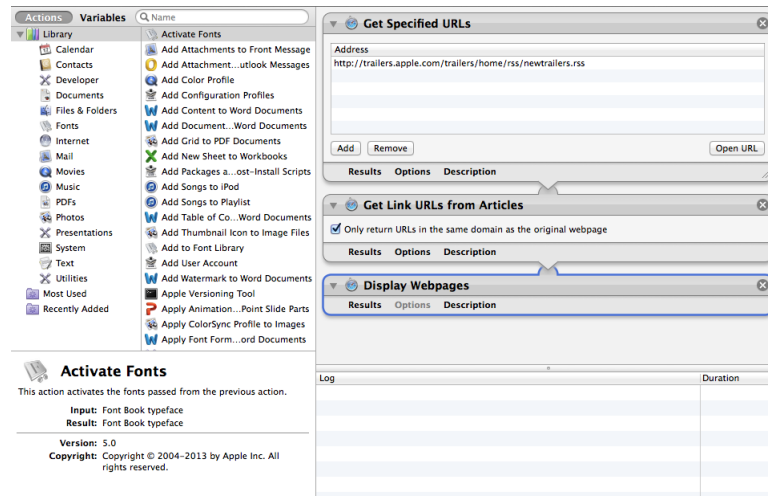 Actions Variables Name
Library
Calendar
Contacts
Developer
Documents
Files & Folders
Fonts
Internet
Mail
Movies
Music
PDFs
Photos
Presentations
System
Text
Utilities
Most Used
Recently Added
Activate Fonts
Add Attachments to Front Message
Add Attachment...utlook Messages
Add Color Profile
Add Configuration Profiles
Add Content to Word Documents
Add Document...Word Documents
Add Grid to PDF Documents
Add New Sheet to Workbooks
Add Packages a...ost-Install Scripts
Add Songs to iPod
Add Songs to Playlist
Add Table of Co...Word Documents
Add Thumbnail Icon to Image Files
Add to Font Library
Add User Account
Add Watermark to Word Documents
Apple Versioning Tool
Apply Animation...Point Slide Parts
Apply ColorSync Profile to Images
Apply Font Form...ord Documents
Activate Fonts
This action activates the fonts passed from the previous action.
Input: Font Book typeface
Result: Font Book typeface
Version: 5.0
Copyright: Copyright © 2004-2013 by Apple Inc. All
rights reserved.
Get Specified URLs
Address
http://trailers.apple.com/trailers/home/rss/newtrailers.rss
Add Remove Open URL
Results Options Description
Get Link URLs from Articles
Only return URLs in the same domain as the original webpage
Results Options Description
Display Webpages
Results Options Description
Log Duration